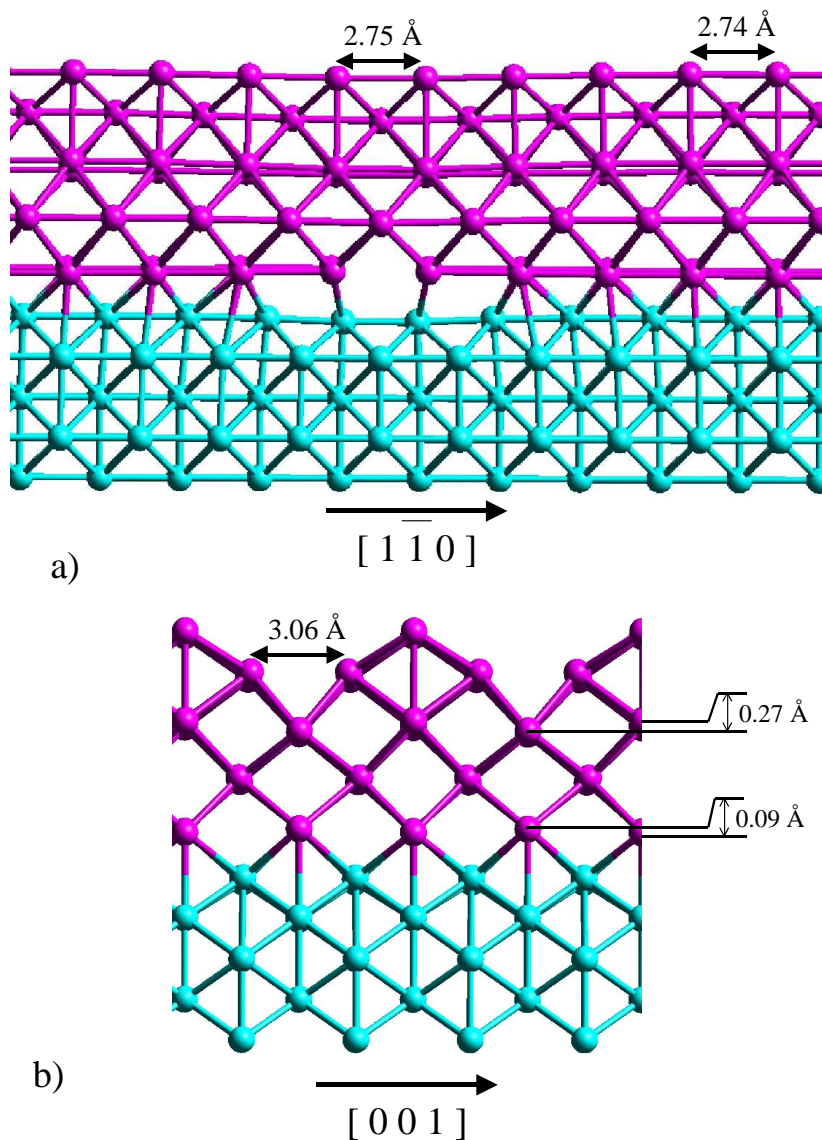 2.75 Å 2.74 Å
[ 1 1̅ 0 ]
a)
3.06 Å
0.27 Å
0.09 Å
b)
[ 0 0 1 ]